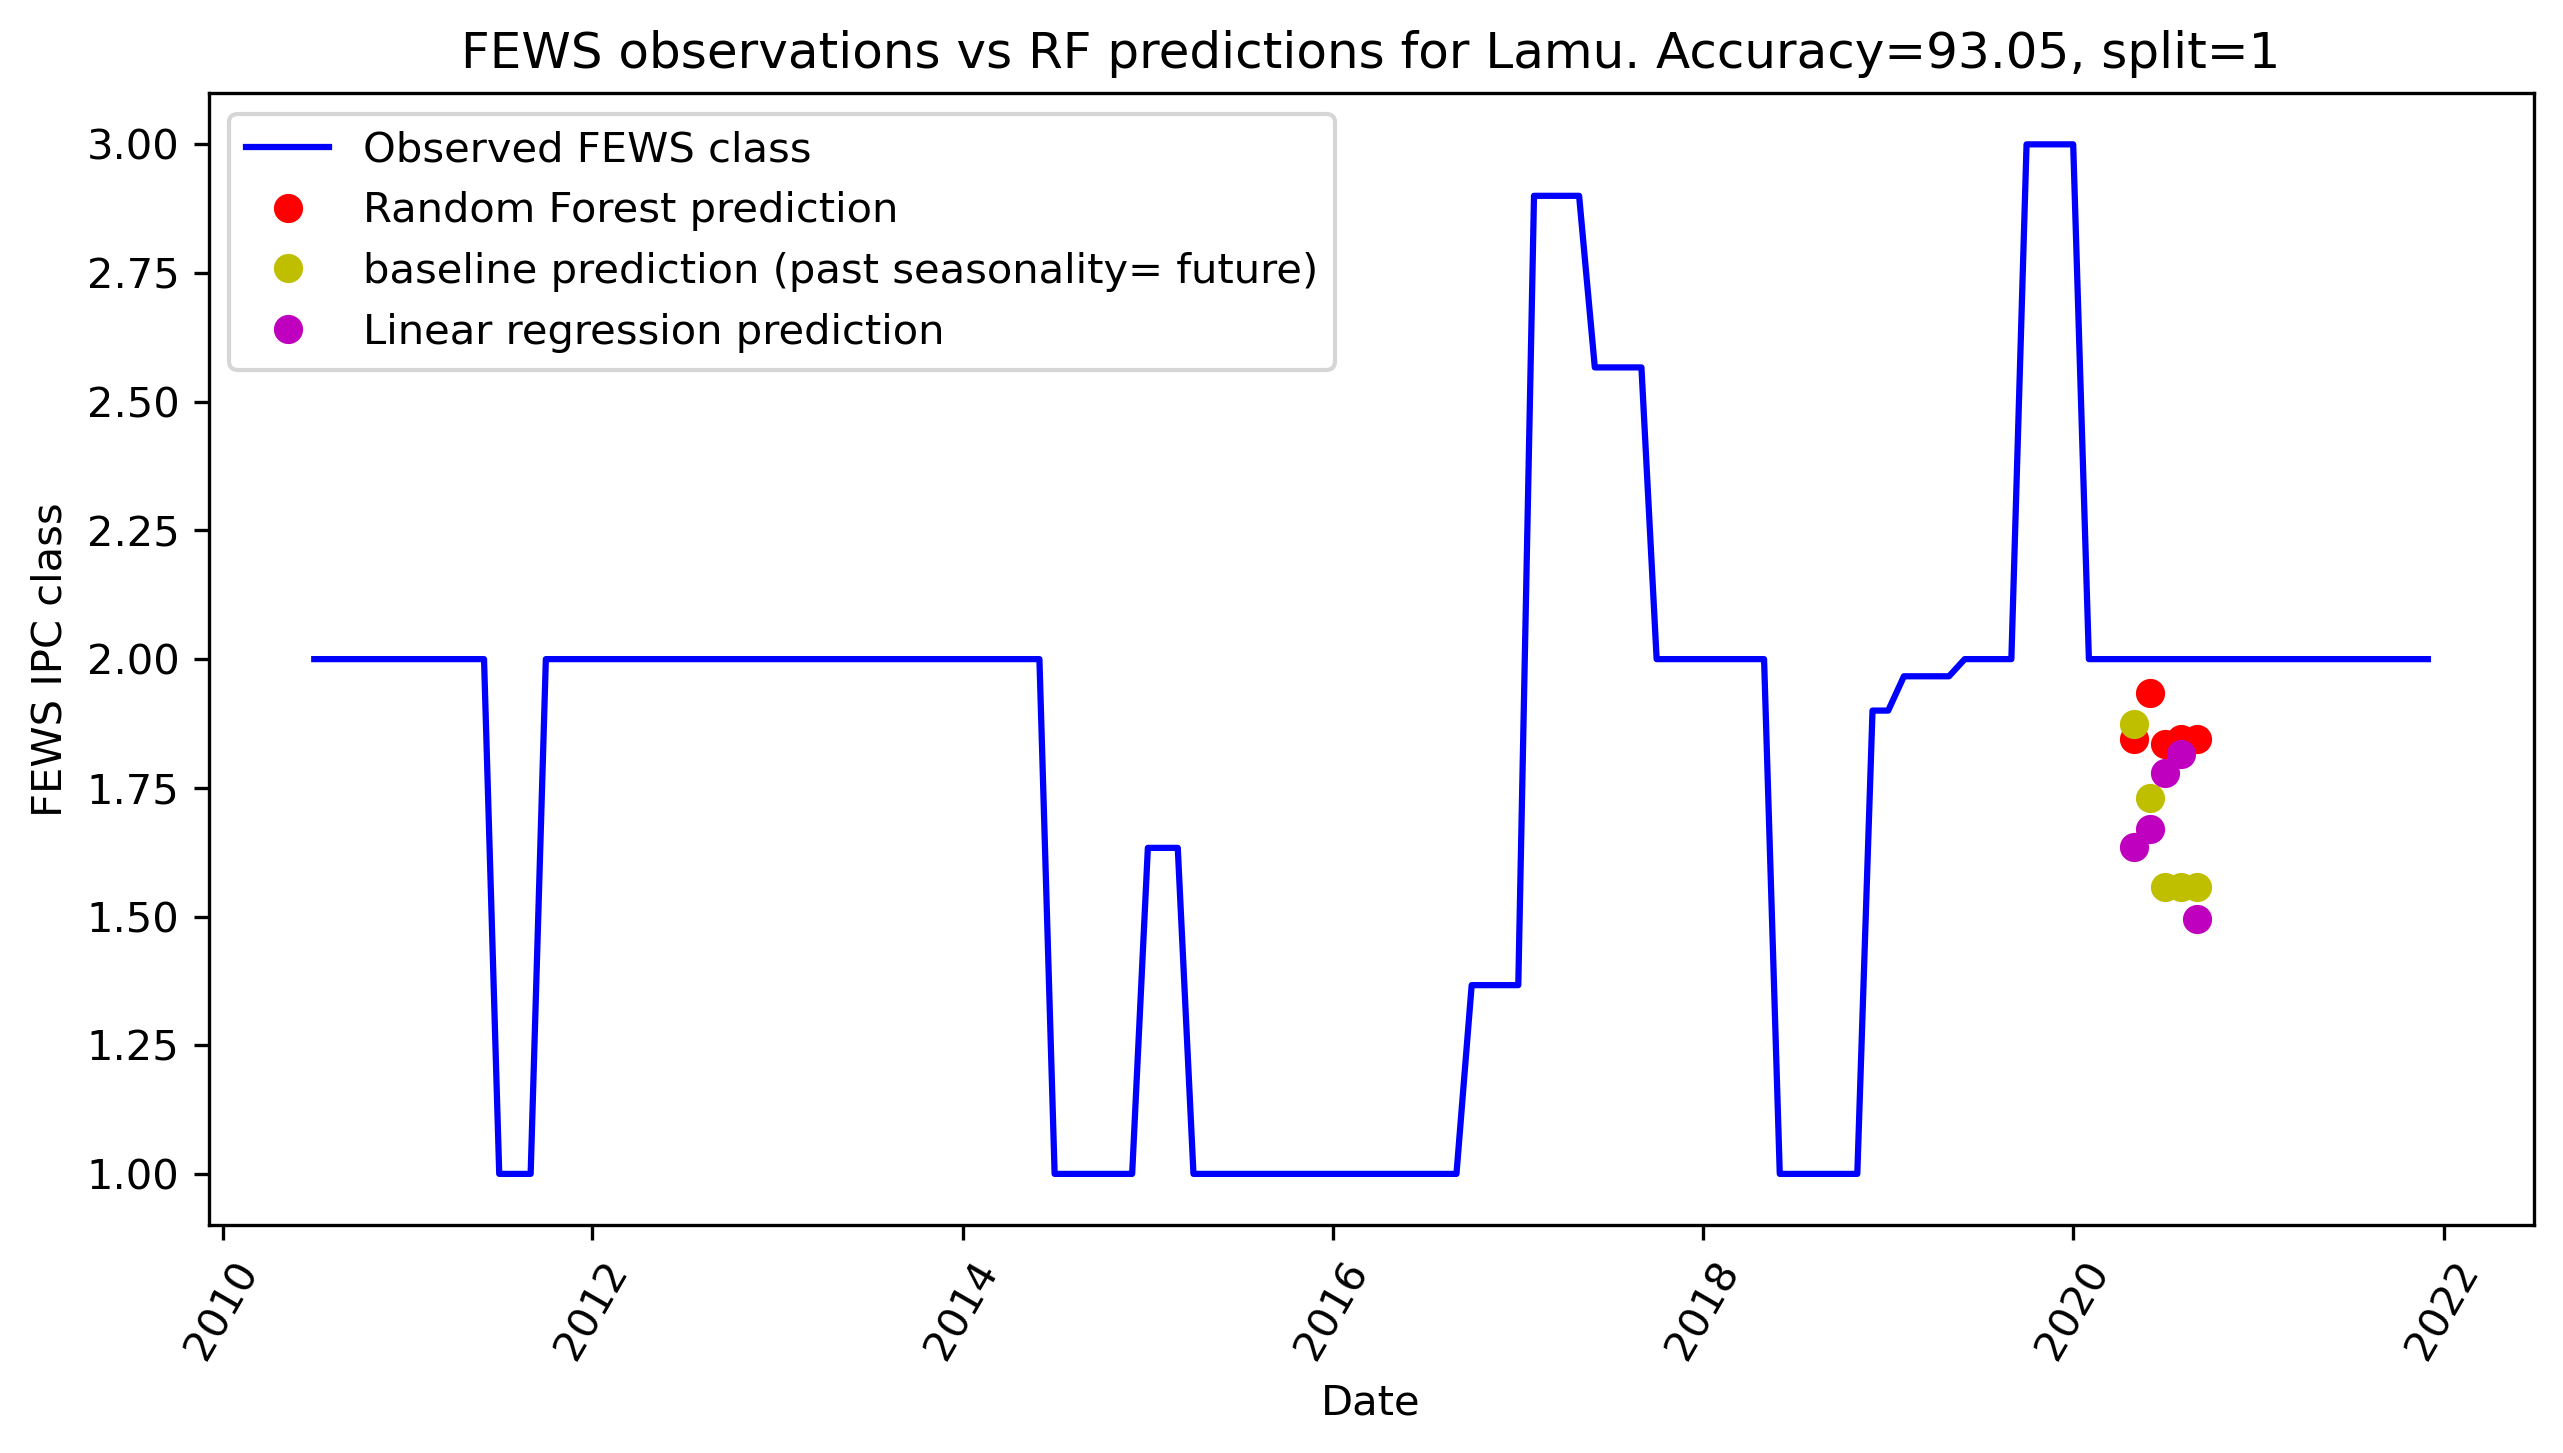 FEWS observations vs RF predictions for Lamu. Accuracy=93.05, split=1
Observed FEWS class
Random Forest prediction
baseline prediction (past seasonality= future)
Linear regression prediction
FEWS IPC class
3.00
2.75
2.50
2.25
2.00
1.75
1.50
1.25
1.00
2010
2012
2014
2016
2018
2020
2022
Date